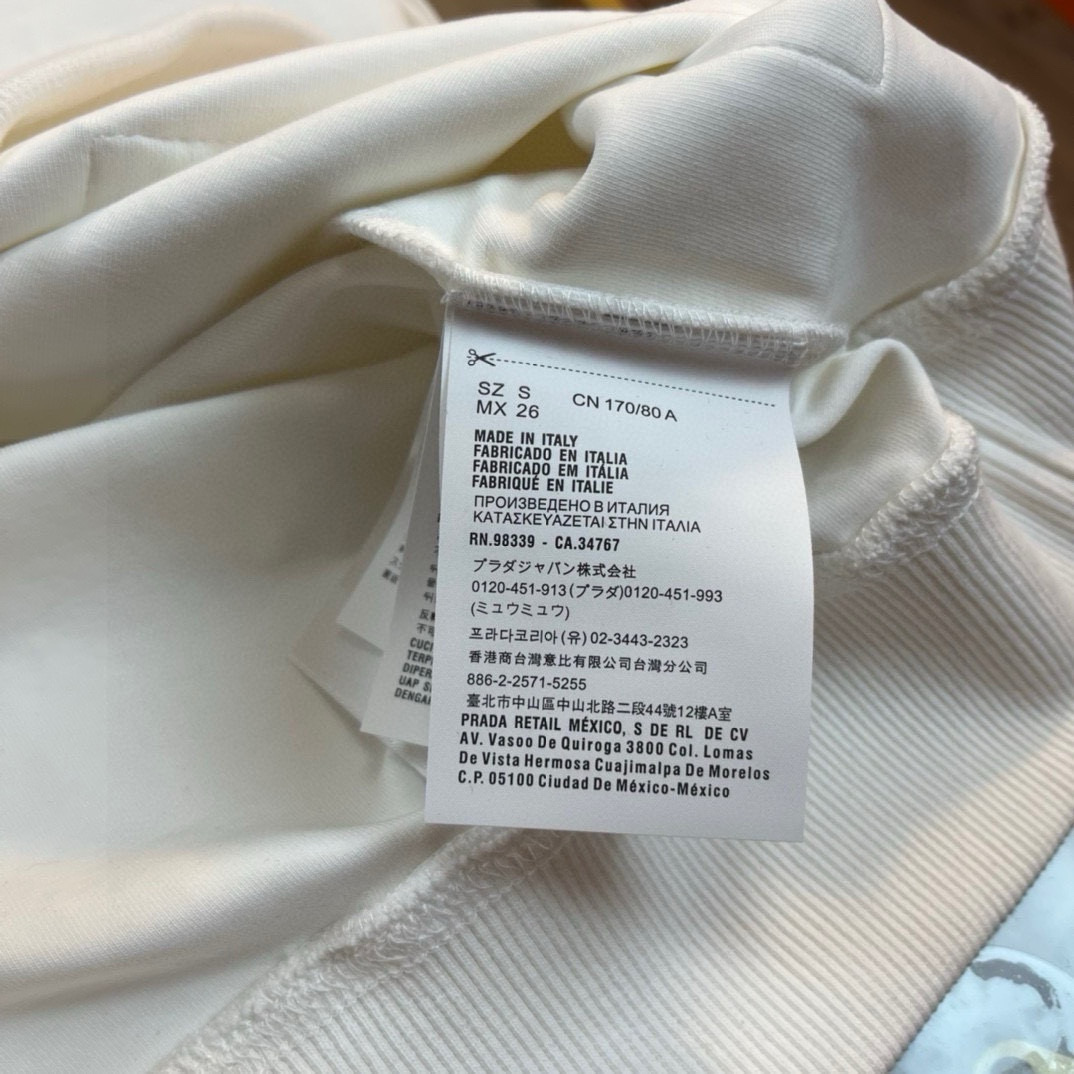 SZ S CN 170/80 A
MX 26
MADE IN ITALY
FABRICADO EN ITALIA
FABRICADO EM ITÁLIA
FABRIQUÉ EN ITALIE
ПРОИЗВЕДЕНО В ИТАЛИЯ
ΚΑΤΑΣΚΕΥΑΖΕΤΑΙ ΣΤΗΝ ΙΤΑΛΙΑ
RN.98339 - CA.34767
プラダジャパン株式会社
0120-451-913(プラダ)0120-451-993
(ミュウミュウ)
프라다코리아(유) 02-3443-2323
香港商台灣意比有限公司台灣分公司
886-2-2571-5255
臺北市中山區中山北路二段44號12樓A室
PRADA RETAIL MÉXICO, S DE RL DE CV
AV. Vasoo De Quiroga 3800 Col. Lomas
De Vista Hermosa Cuajimalpa De Morelos
C.P. 05100 Ciudad De México-México
CUCI
TERP
DIPER
UAP S
DENGA